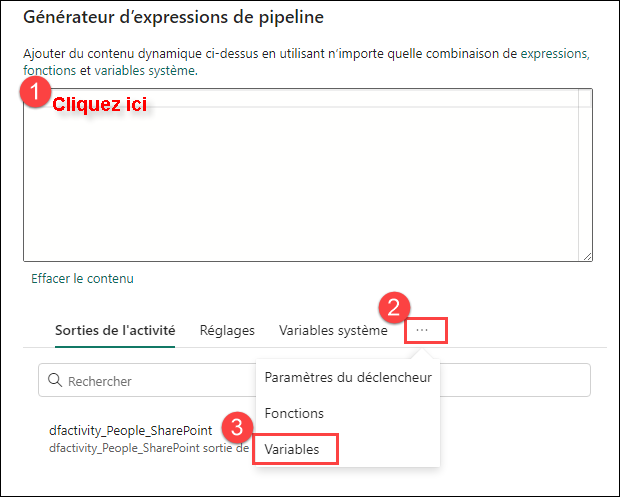 Générateur d’expressions de pipeline
Ajouter du contenu dynamique ci-dessus en utilisant n’importe quelle combinaison de expressions,
fonctions et variables système.
1 Cliquez ici
Effacer le contenu
2
Sorties de l'activité Réglages Variables système ...
Rechercher
Paramètres du déclencheur
Fonctions
dfactivity_People_SharePoint
3 Variables
dfactivity_People_SharePoint sortie de